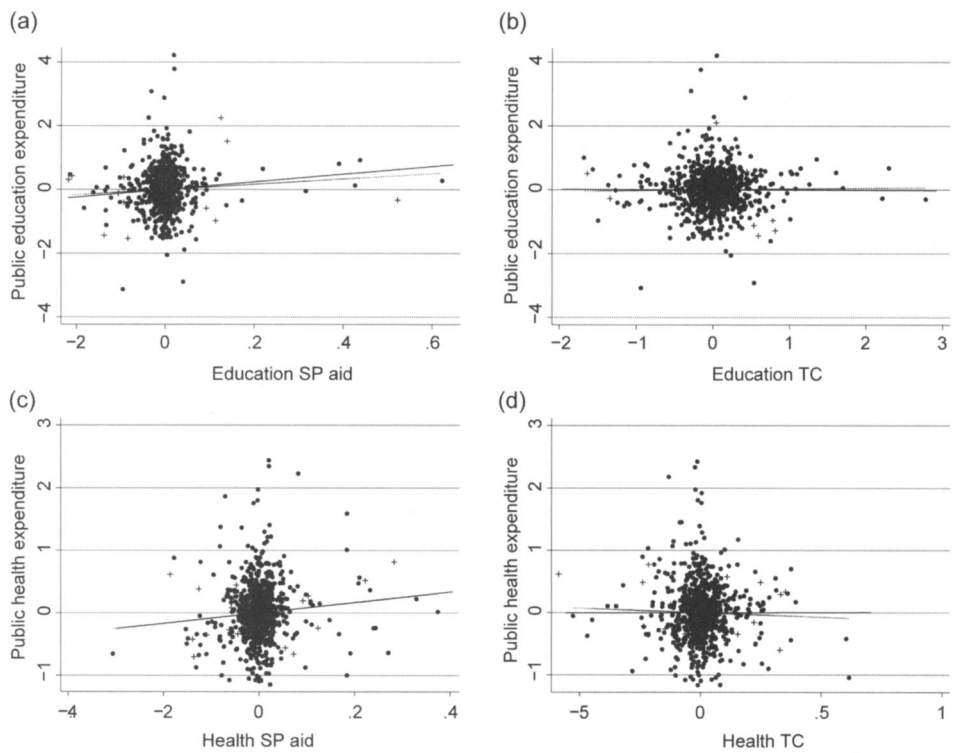 (a)
Public education expenditure
4
2
0
−2
−4
−2 0 .2 .4 .6
Education SP aid
(b)
Public education expenditure
4
2
0
−2
−4
−2 −1 0 1 2 3
Education TC
(c)
Public health expenditure
3
2
1
0
−1
−4 −2 0 .2 .4
Health SP aid
(d)
Public health expenditure
3
2
1
0
−1
−5 0 .5 1
Health TC